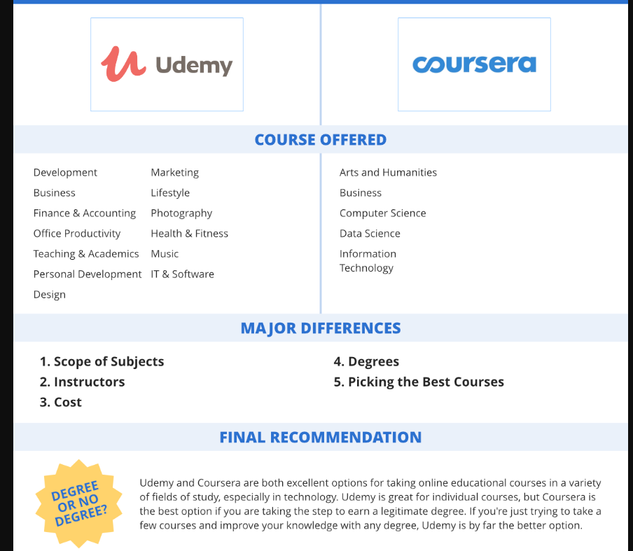 Udemy
coursera
COURSE OFFERED
Development
Business
Finance & Accounting
Office Productivity
Teaching & Academics
Personal Development
Design
Marketing
Lifestyle
Photography
Health & Fitness
Music
IT & Software
Arts and Humanities
Business
Computer Science
Data Science
Information
Technology
MAJOR DIFFERENCES
1. Scope of Subjects
2. Instructors
3. Cost
4. Degrees
5. Picking the Best Courses
FINAL RECOMMENDATION
DEGREE
OR NO
DEGREE?
Udemy and Coursera are both excellent options for taking online educational courses in a variety
of fields of study, especially in technology. Udemy is great for individual courses, but Coursera is
the best option if you are taking the step to earn a legitimate degree. If you're just trying to take a
few courses and improve your knowledge with any degree, Udemy is by far the better option.